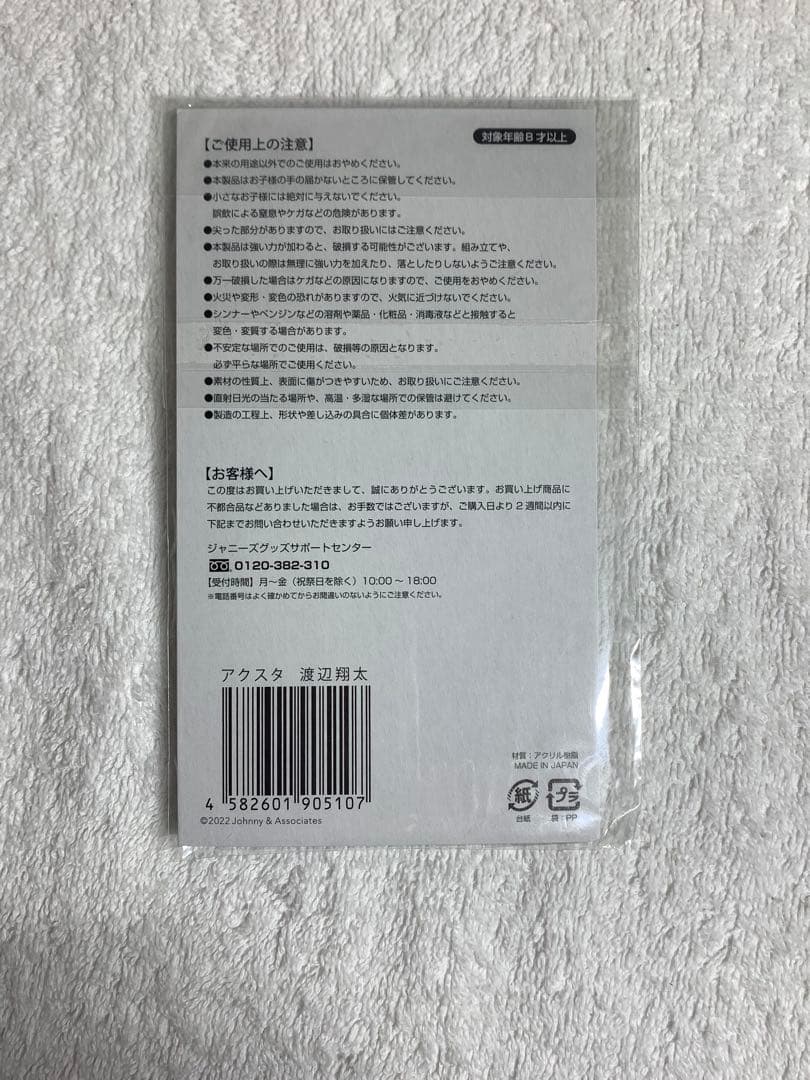 【ご使用上の注意】
対象年齢8才以上
●本来の用途以外でのご使用はおやめください。
●本製品はお子様の手の届かないところに保管してください。
●小さなお子様には絶対に与えないでください。
誤飲による窒息やケガなどの危険があります。
●尖った部分がありますので、お取り扱いにはご注意ください。
●本製品は強い力が加わると、破損する可能性がございます。組み立てや、
お取り扱いの際は無理に強い力を加えたり、落としたりしないようご注意ください。
●万一破損した場合はケガなどの原因になりますので、ご使用をおやめください。
●火災や変形・変色の恐れがありますので、火気に近づけないでください。
●シンナーやベンジンなどの溶剤や薬品・化粧品・消毒液などと接触すると
変色・変質する場合があります。
●不安定な場所でのご使用は、破損等の原因となります。
必ず平らな場所でご使用ください。
●素材の性質上、表面に傷がつきやすいため、お取り扱いにご注意ください。
●直射日光の当たる場所や、高温・多湿な場所での保管は避けてください。
●製造の工程上、形状や差し込みの具合に個体差があります。
【お客様へ】
この度はお買い上げいただきまして、誠にありがとうございます。お買い上げ商品に
不都合品などありました場合は、お手数ではございますが、ご購入日より2週間以内に
下記までお問い合わせいただきますようお願い申し上げます。
ジャニーズグッズサポートセンター
0120-382-310
【受付時間】月〜金（祝祭日を除く）10:00〜18:00
※電話番号はよく確かめてからお間違いのないようにご注意ください。
アクスタ　渡辺翔太
4 582601 905107
©2022 Johnny & Associates
材質：アクリル樹脂
MADE IN JAPAN
紙 プラ
台紙 袋：PP